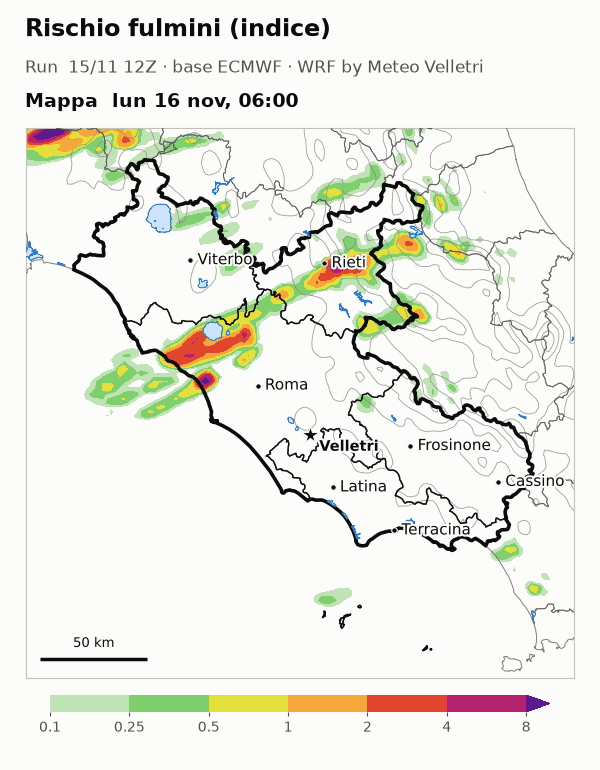 Rischio fulmini (indice)
Run  15/11 12Z · base ECMWF · WRF by Meteo Velletri
Mappa  lun 16 nov, 06:00
Viterbo
Rieti
Roma
Velletri
Frosinone
Latina
Cassino
Terracina
50 km
0.1 0.25 0.5 1 2 4 8